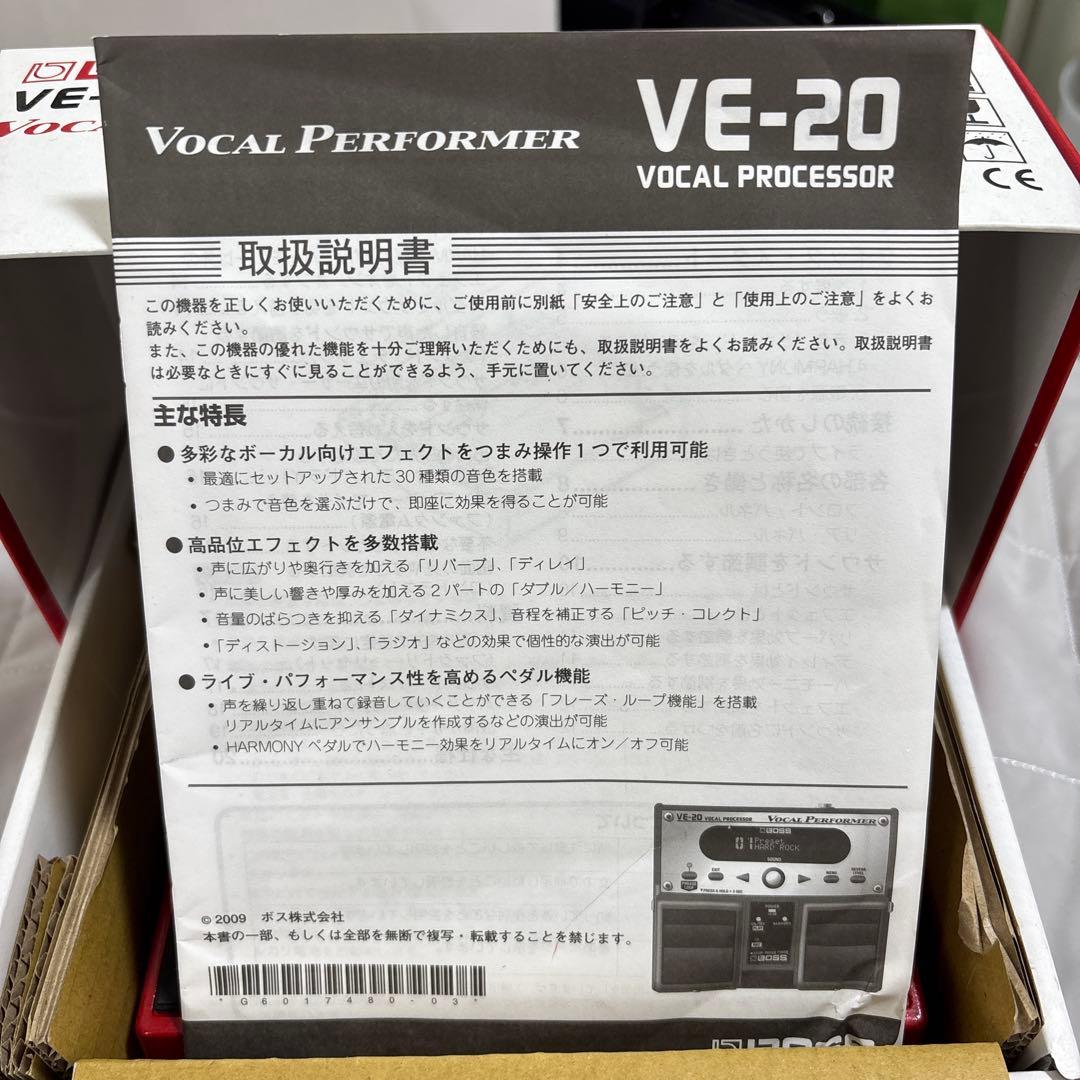 VE-
VOCA
VOCAL PERFORMER
VE-20
VOCAL PROCESSOR
CE
取扱説明書
この機器を正しくお使いいただくために、ご使用前に別紙「安全上のご注意」と「使用上のご注意」をよくお
読みください。
また、この機器の優れた機能を十分ご理解いただくためにも、取扱説明書をよくお読みください。取扱説明書
は必要なときにすぐに見ることができるよう、手元に置いてください。
主な特長
● 多彩なボーカル向けエフェクトをつまみ操作1つで利用可能
• 最適にセットアップされた 30 種類の音色を搭載
• つまみで音色を選ぶだけで、即座に効果を得ることが可能
● 高品位エフェクトを多数搭載
• 声に広がりや奥行きを加える「リバーブ」、「ディレイ」
• 声に美しい響きや厚みを加える2パートの「ダブル／ハーモニー」
• 音量のばらつきを抑える「ダイナミクス」、音程を補正する「ピッチ・コレクト」
• 「ディストーション」、「ラジオ」などの効果で個性的な演出が可能
● ライブ・パフォーマンス性を高めるペダル機能
• 声を繰り返し重ねて録音していくことができる「フレーズ・ループ機能」を搭載
リアルタイムにアンサンブルを作成するなどの演出が可能
• HARMONY ペダルでハーモニー効果をリアルタイムにオン／オフ可能
VE-20 VOCAL PROCESSOR VOCAL PERFORMER
BOSS
01 Preset
HARD ROCK
SOUND
EXIT
MENU
REVERB
LEVEL
PHRASE
LOOP
POWER
BOSS
© 2009 ボス株式会社
本書の一部、もしくは全部を無断で複写・転載することを禁じます。
* G 6 0 1 7 4 8 0 - 0 3 *